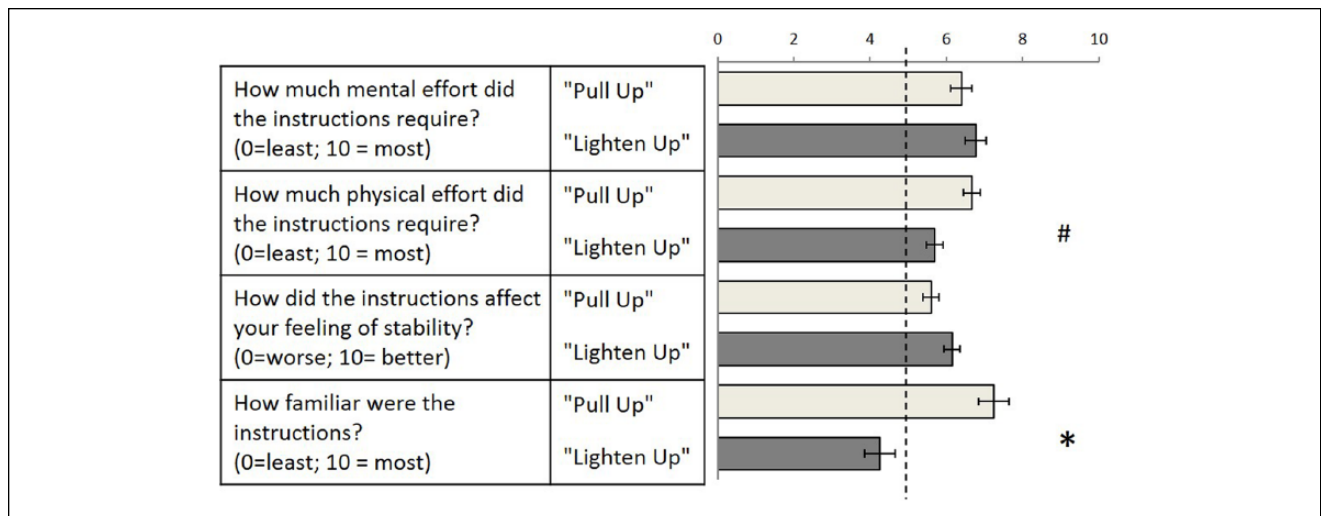 0 2 4 6 8 10
How much mental effort did
the instructions require?
(0=least; 10 = most)
"Pull Up"
"Lighten Up"
How much physical effort did
the instructions require?
(0=least; 10 = most)
"Pull Up"
"Lighten Up"
#
How did the instructions affect
your feeling of stability?
(0=worse; 10= better)
"Pull Up"
"Lighten Up"
How familiar were the
instructions?
(0=least; 10 = most)
"Pull Up"
"Lighten Up"
*